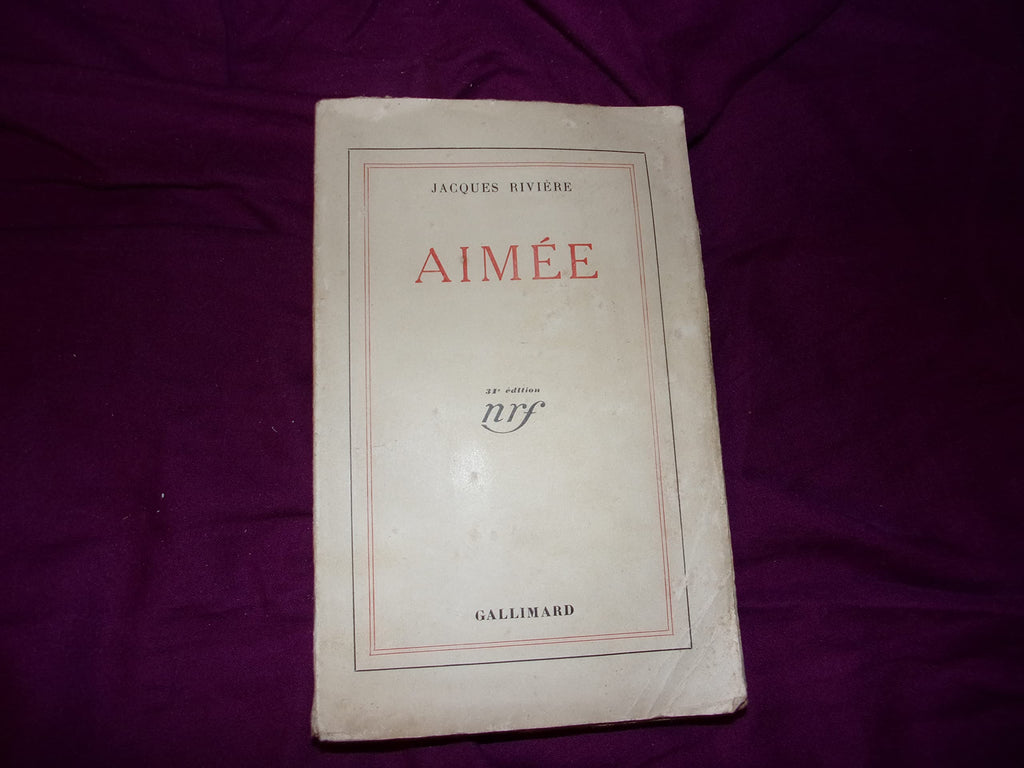 JACQUES RIVIÈRE
AIMÉE
31ᵉ édition
nrf
GALLIMARD